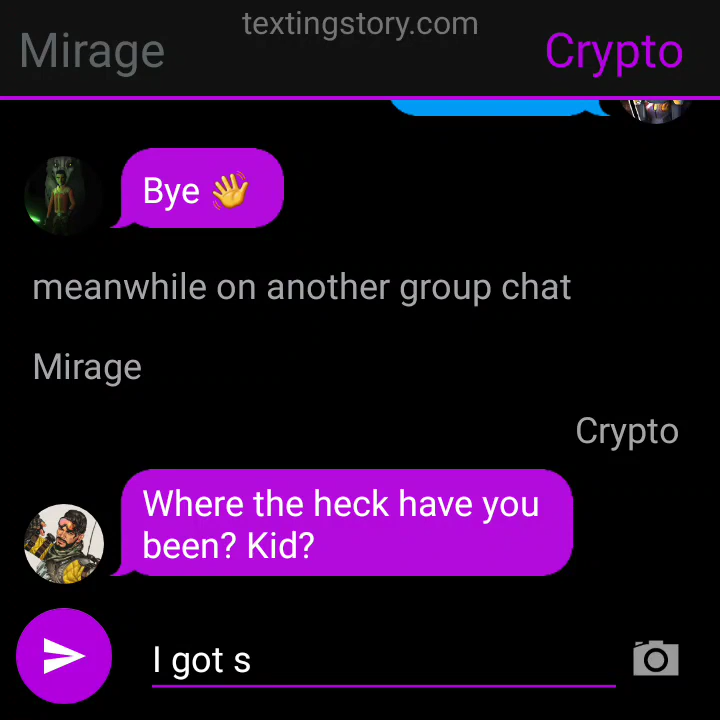 textingstory.com
Mirage
Crypto
Bye 👋
meanwhile on another group chat
Mirage
Crypto
Where the heck have you
been? Kid?
I got s